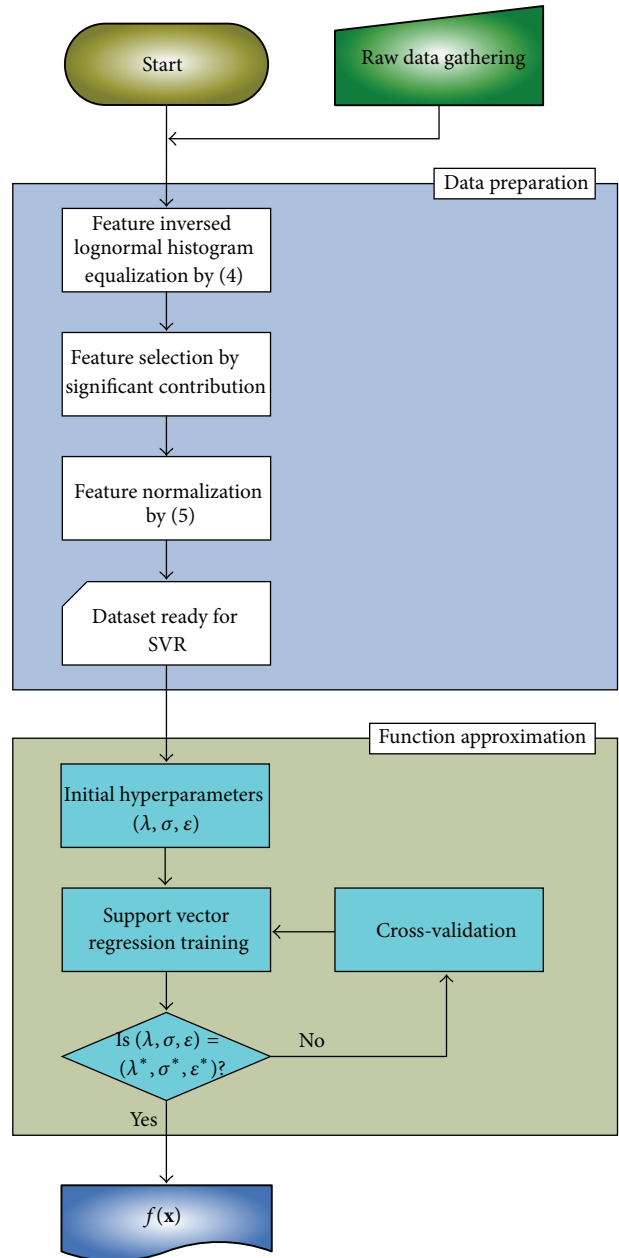 Start
Raw data gathering
Data preparation
Feature inversed
lognormal histogram
equalization by (4)
Feature selection by
significant contribution
Feature normalization
by (5)
Dataset ready for
SVR
Function approximation
Initial hyperparameters
(λ, σ, ε)
Support vector
regression training
Cross-validation
Is (λ, σ, ε) =
(λ*, σ*, ε*)?
No
Yes
f(x)